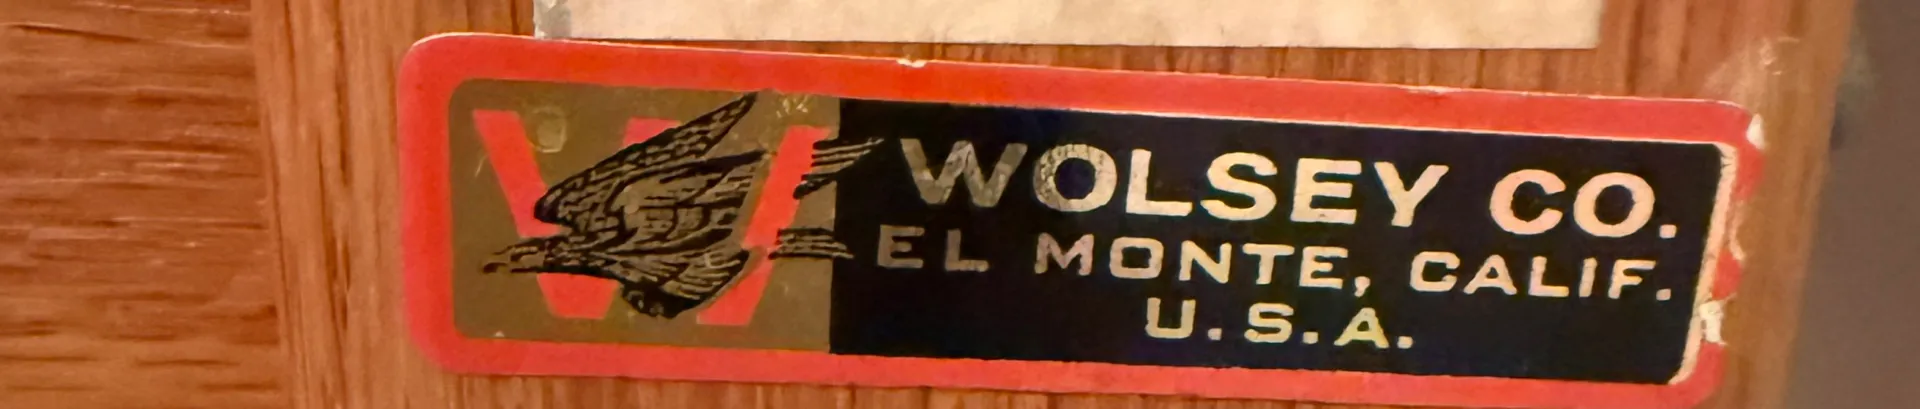 W
WOLSEY CO.
EL MONTE, CALIF.
U.S.A.